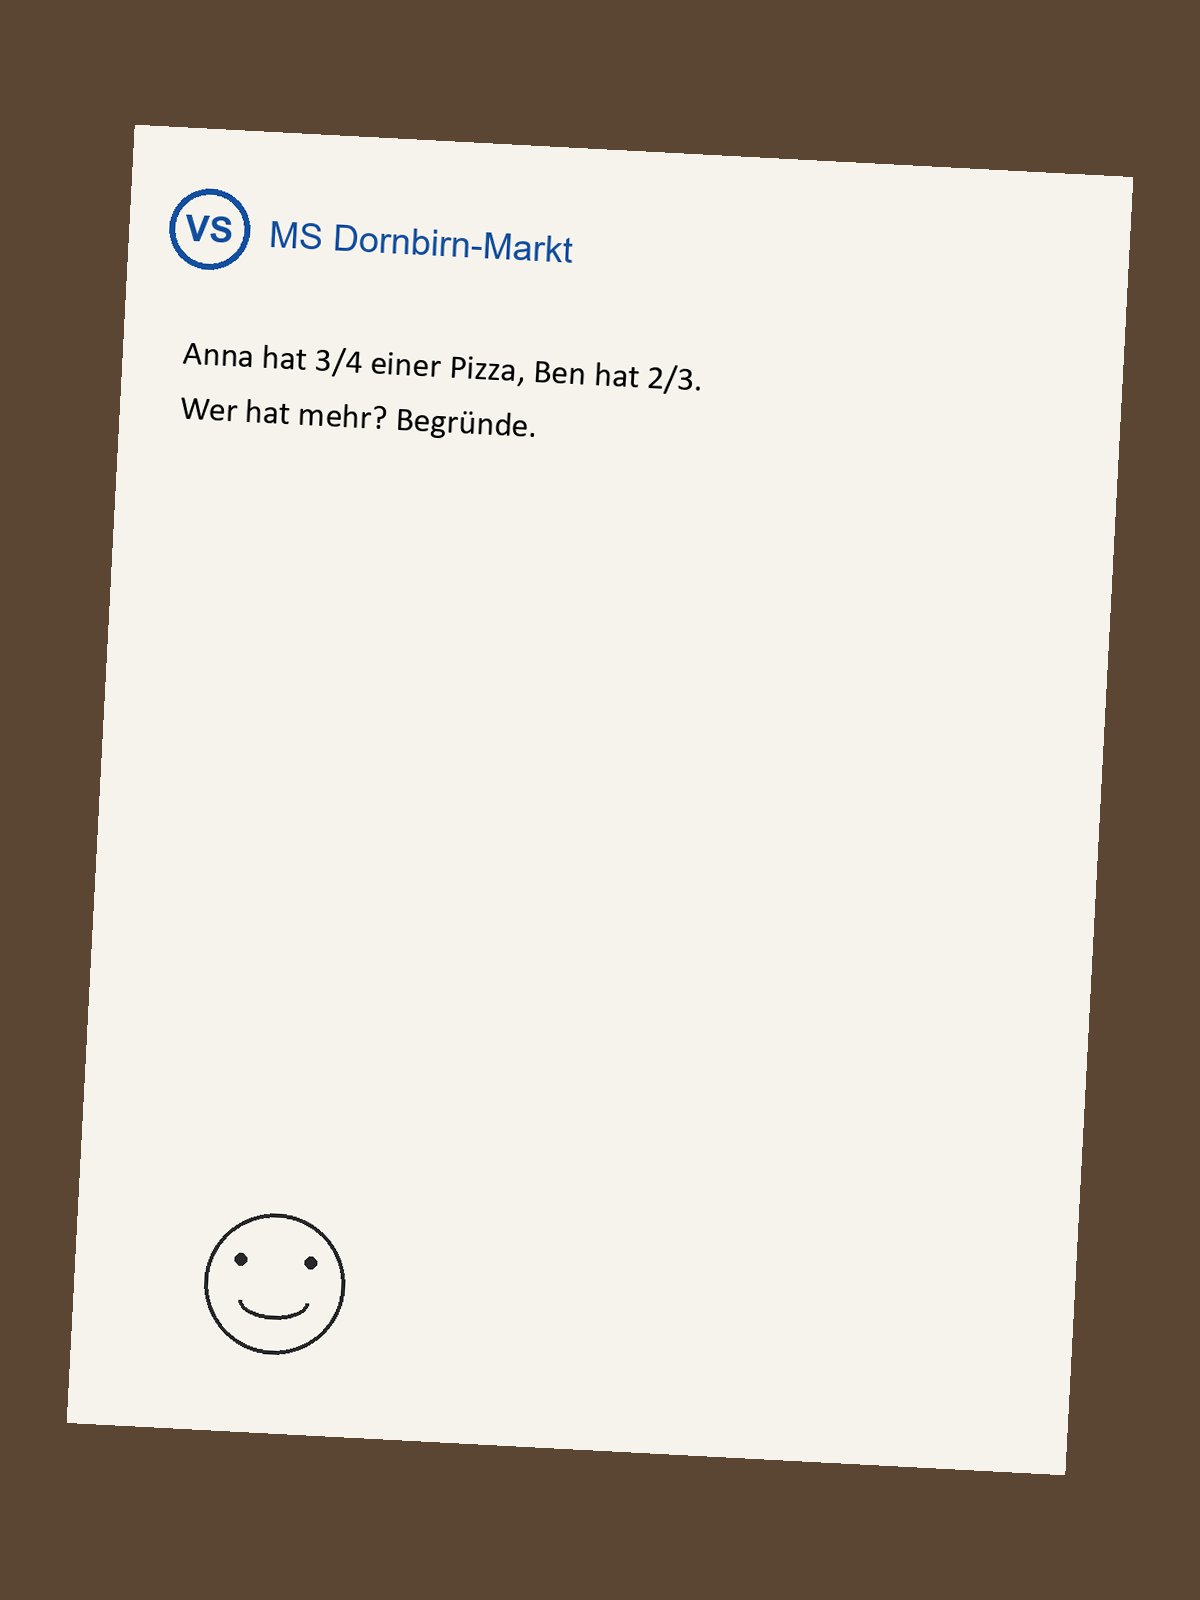 VS
MS Dornbirn-Markt
Anna hat 3/4 einer Pizza, Ben hat 2/3.
Wer hat mehr? Begründe.